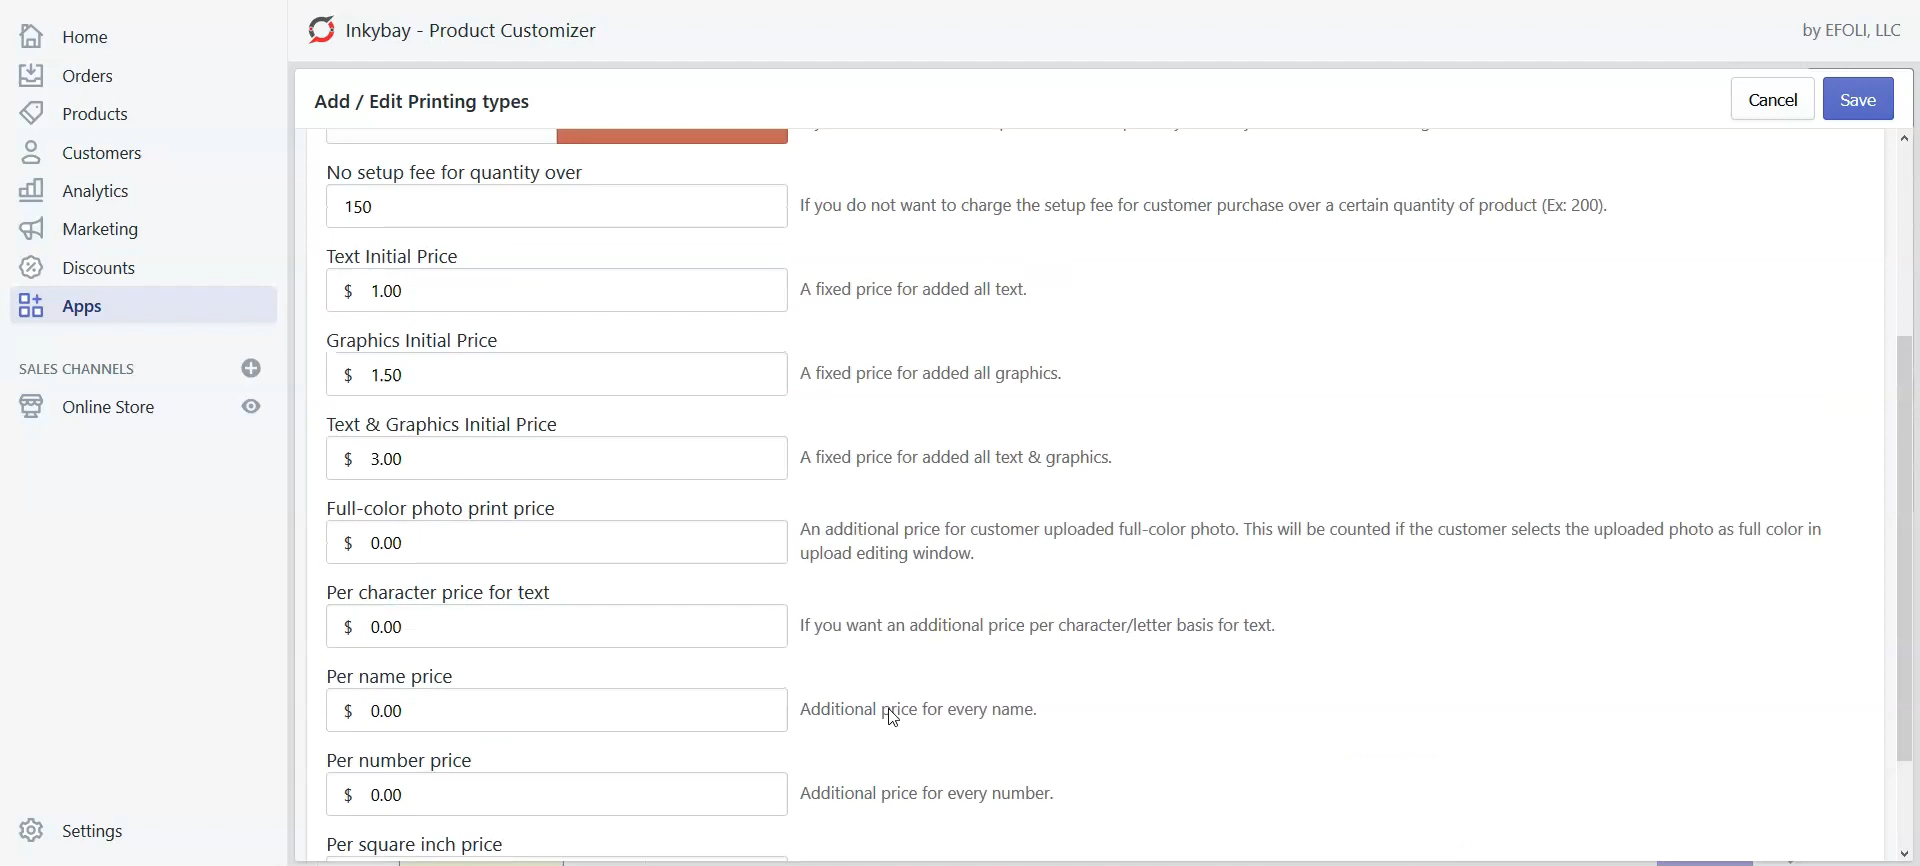 Home
Orders
Products
Customers
Analytics
Marketing
Discounts
Apps
SALES CHANNELS
Online Store
Settings
Inkybay - Product Customizer
by EFOLI, LLC
Add / Edit Printing types
Cancel
Save
No setup fee for quantity over
150
If you do not want to charge the setup fee for customer purchase over a certain quantity of product (Ex: 200).
Text Initial Price
$ 1.00
A fixed price for added all text.
Graphics Initial Price
$ 1.50
A fixed price for added all graphics.
Text & Graphics Initial Price
$ 3.00
A fixed price for added all text & graphics.
Full-color photo print price
$ 0.00
An additional price for customer uploaded full-color photo. This will be counted if the customer selects the uploaded photo as full color in
upload editing window.
Per character price for text
$ 0.00
If you want an additional price per character/letter basis for text.
Per name price
$ 0.00
Additional price for every name.
Per number price
$ 0.00
Additional price for every number.
Per square inch price